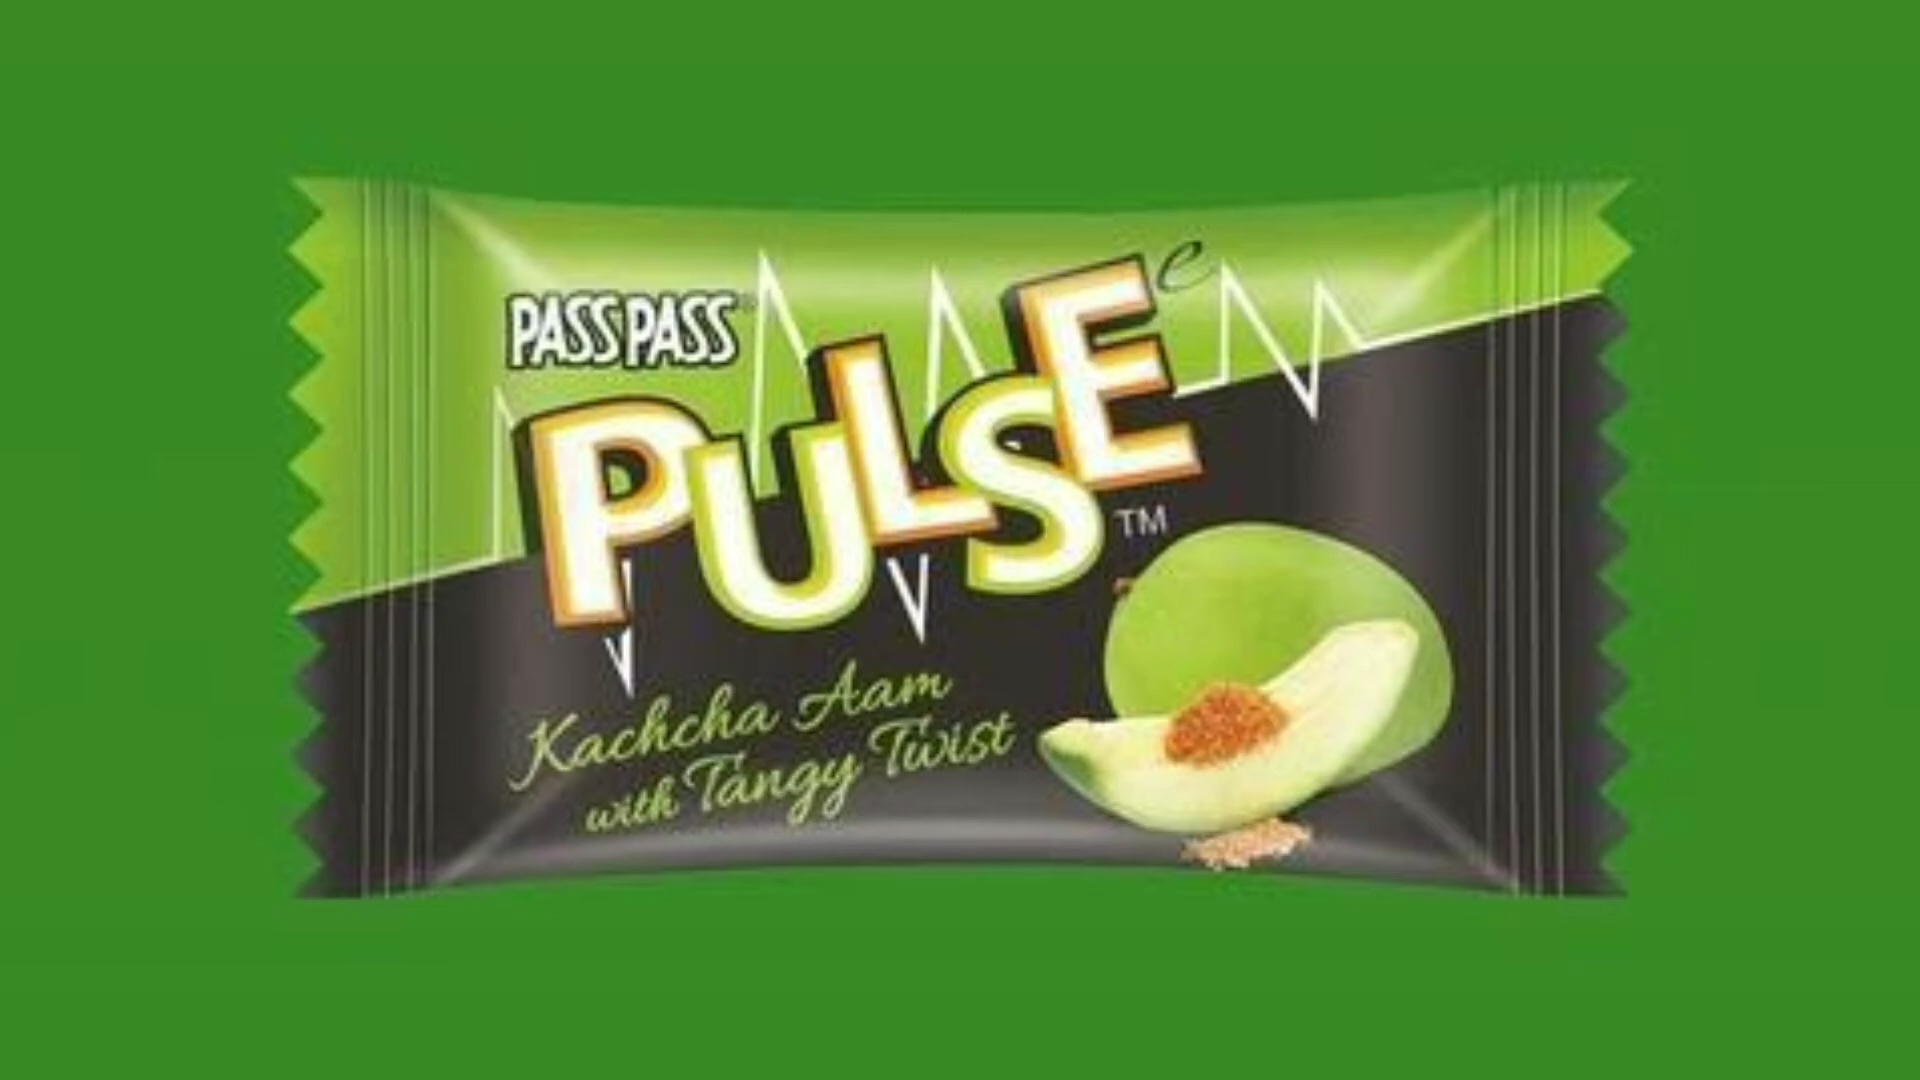 PASS PASS
PULSE
TM
Kachcha Aam
with Tangy Twist